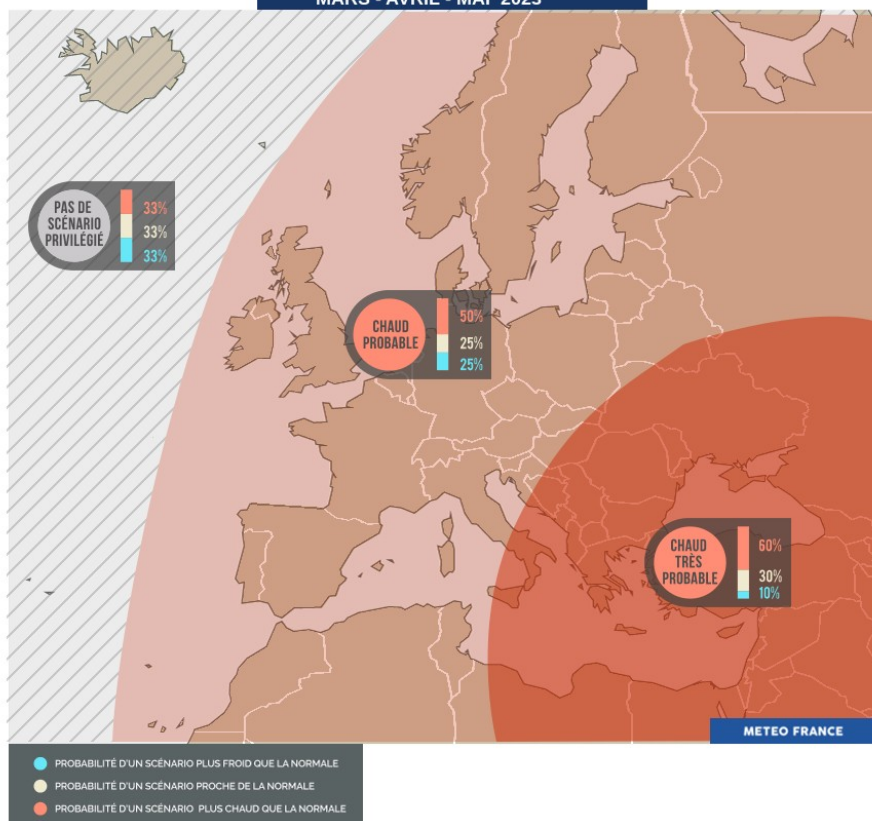 MARS - AVRIL - MAI 2023
PAS DE
SCÉNARIO
PRIVILÉGIÉ
33%
33%
33%
CHAUD
PROBABLE
50%
25%
25%
CHAUD
TRÈS
PROBABLE
60%
30%
10%
METEO FRANCE
PROBABILITÉ D'UN SCÉNARIO PLUS FROID QUE LA NORMALE
PROBABILITÉ D'UN SCÉNARIO PROCHE DE LA NORMALE
PROBABILITÉ D'UN SCÉNARIO PLUS CHAUD QUE LA NORMALE